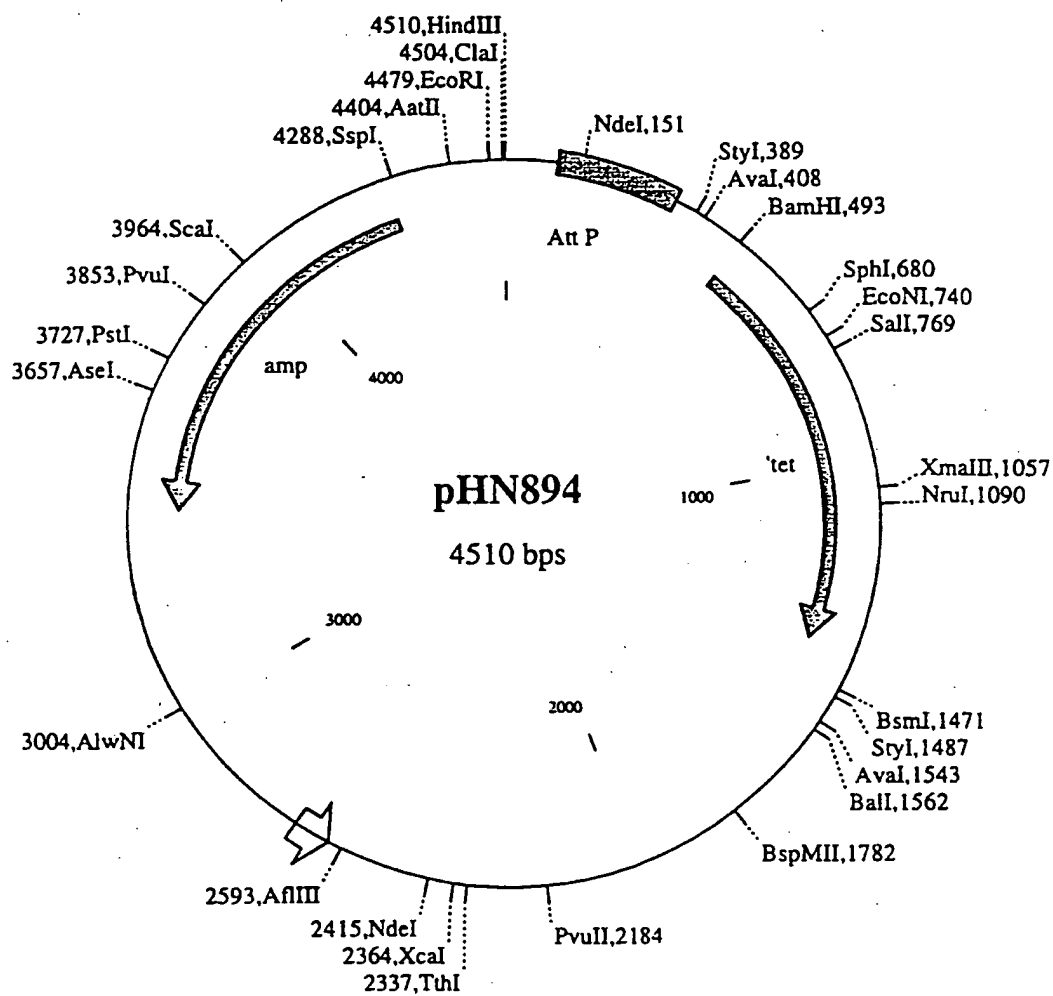 4510,HindIII
4504,ClaI
4479,EcoRI
4404,AatII
4288,SspI
NdeI,151
StyI,389
AvaI,408
BamHI,493
3964,ScaI
3853,PvuI
3727,PstI
3657,AseI
Att P
SphI,680
EcoNI,740
SalI,769
amp
4000
'tet
1000
XmaIII,1057
NruI,1090
pHN894
4510 bps
3000
2000
3004,AlwNI
BsmI,1471
StyI,1487
AvaI,1543
BalI,1562
BspMII,1782
2593,AflIII
2415,NdeI
2364,XcaI
2337,TthI
PvuII,2184